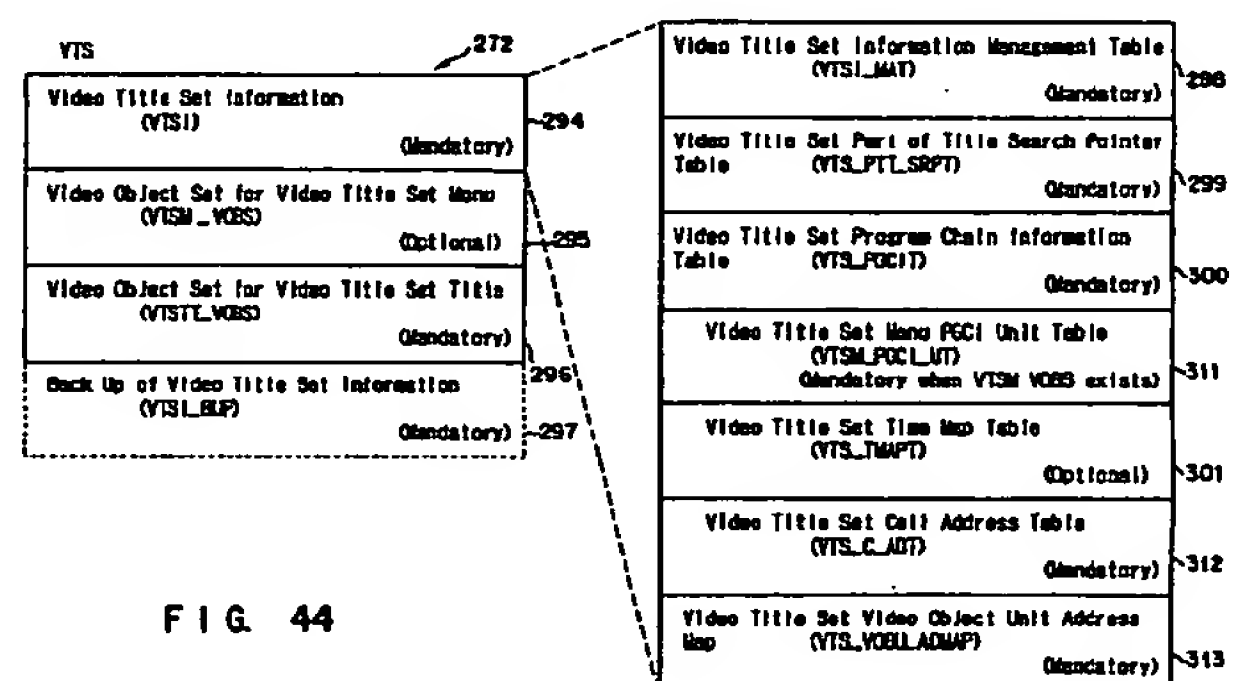 VTS
272
Video Title Set Information
(VTSI)
(Mandatory)
294
Video Object Set for Video Title Set Menu
(VTSM_VOBS)
(Optional)
295
Video Object Set for Video Title Set Title
(VTSTT_VOBS)
(Mandatory)
296
Back Up of Video Title Set Information
(VTSI_BUP)
(Mandatory)
297
Video Title Set Information Management Table
(VTSI_MAT)
(Mandatory)
298
Video Title Set Part of Title Search Pointer
Table (VTS_PTT_SRPT)
(Mandatory)
299
Video Title Set Program Chain Information
Table (VTS_PGCIT)
(Mandatory)
300
Video Title Set Menu PGCI Unit Table
(VTSM_PGCI_UT)
(Mandatory when VTSM VOBS exists)
311
Video Title Set Time Map Table
(VTS_TMAPT)
(Optional)
301
Video Title Set Cell Address Table
(VTS_C_ADT)
(Mandatory)
312
Video Title Set Video Object Unit Address
Map (VTS_VOBU_ADMAP)
(Mandatory)
313
FIG. 44